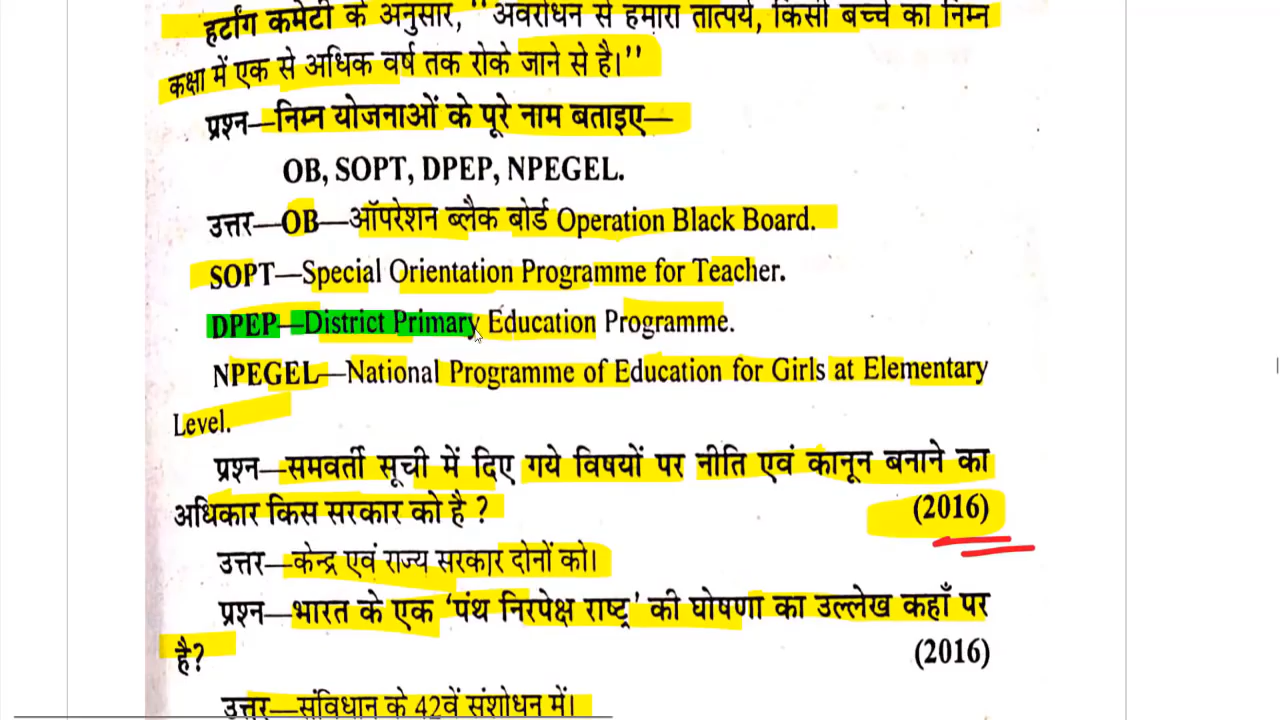 हर्टांग कमेटी के अनुसार, "अवरोधन से हमारा तात्पर्य, किसी बच्चे का निम्न
कक्षा में एक से अधिक वर्ष तक रोके जाने से है।"
प्रश्न—निम्न योजनाओं के पूरे नाम बताइए—
OB, SOPT, DPEP, NPEGEL.
उत्तर—OB—ऑपरेशन ब्लैक बोर्ड Operation Black Board.
SOPT—Special Orientation Programme for Teacher.
DPEP—District Primary Education Programme.
NPEGEL—National Programme of Education for Girls at Elementary
Level.
प्रश्न—समवर्ती सूची में दिए गये विषयों पर नीति एवं कानून बनाने का
अधिकार किस सरकार को है? (2016)
उत्तर—केन्द्र एवं राज्य सरकार दोनों को।
प्रश्न—भारत के एक 'पंथ निरपेक्ष राष्ट्र' की घोषणा का उल्लेख कहाँ पर
है? (2016)
उत्तर—संविधान के 42वें संशोधन में।